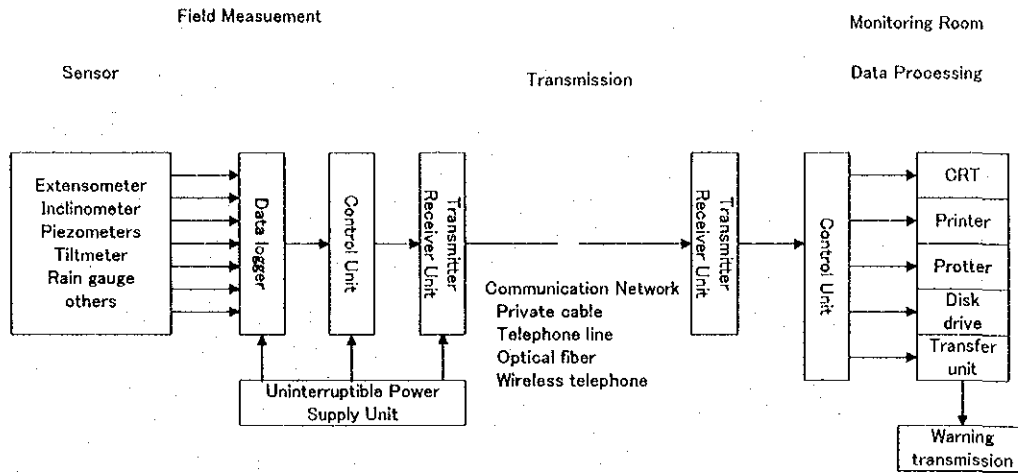 Field Measuement
Monitoring Room
Sensor
Transmission
Data Processing
Extensometer
Inclinometer
Piezometers
Tiltmeter
Rain gauge
others
Data logger
Control Unit
Transmitter
Receiver Unit
Communication Network
Private cable
Telephone line
Optical fiber
Wireless telephone
Transmitter
Receiver Unit
Control Unit
CRT
Printer
Protter
Disk
drive
Transfer
unit
Uninterruptible Power
Supply Unit
Warning
transmission